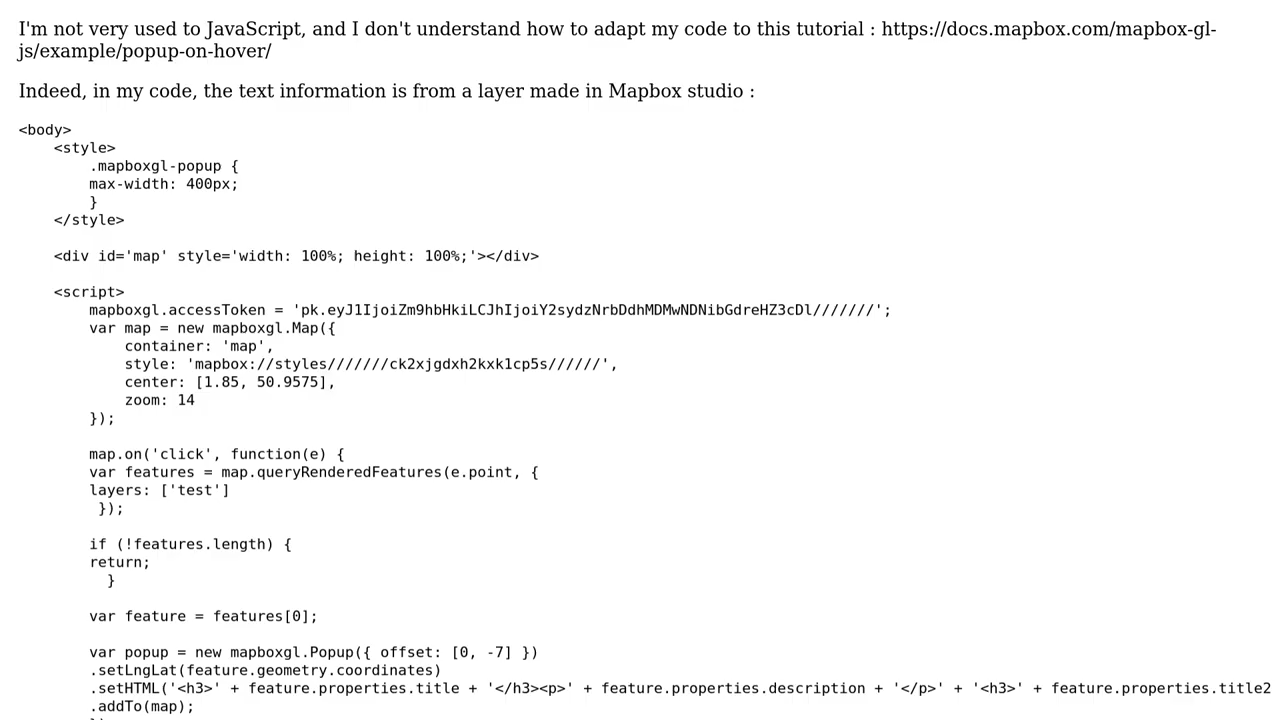 I'm not very used to JavaScript, and I don't understand how to adapt my code to this tutorial : https://docs.mapbox.com/mapbox-gl-
js/example/popup-on-hover/
Indeed, in my code, the text information is from a layer made in Mapbox studio :
<body>
    <style>
        .mapboxgl-popup {
        max-width: 400px;
        }
    </style>
    <div id='map' style='width: 100%; height: 100%;'></div>
    <script>
        mapboxgl.accessToken = 'pk.eyJ1IjoiZm9hbHkiLCJhIjoiY2sydzNrbDdhMDMwNDNibGdreHZ3cDl///////';
        var map = new mapboxgl.Map({
            container: 'map',
            style: 'mapbox://styles///////ck2xjgdxh2kxk1cp5s//////',
            center: [1.85, 50.9575],
            zoom: 14
        });
        map.on('click', function(e) {
        var features = map.queryRenderedFeatures(e.point, {
        layers: ['test']
         });
        if (!features.length) {
        return;
          }
        var feature = features[0];
        var popup = new mapboxgl.Popup({ offset: [0, -7] })
        .setLngLat(feature.geometry.coordinates)
        .setHTML('<h3>' + feature.properties.title + '</h3><p>' + feature.properties.description + '</p>' + '<h3>' + feature.properties.title2
        .addTo(map);